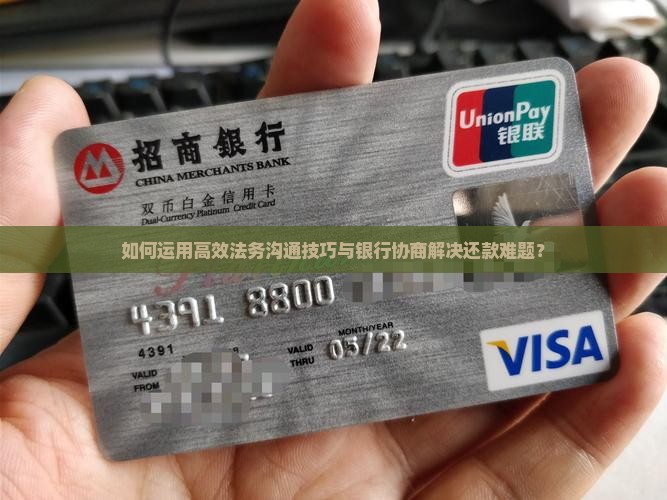 招商銀行
CHINA MERCHANTS BANK
UnionPay
银联
双币白金信用卡
Dual-Currency Platinum Credit Card
如何运用高效法务沟通技巧与银行协商解决还款难题？
4391 8800
4391
MONTH/YEAR
VALID
THRU
05/22
VALID
FROM
VISA